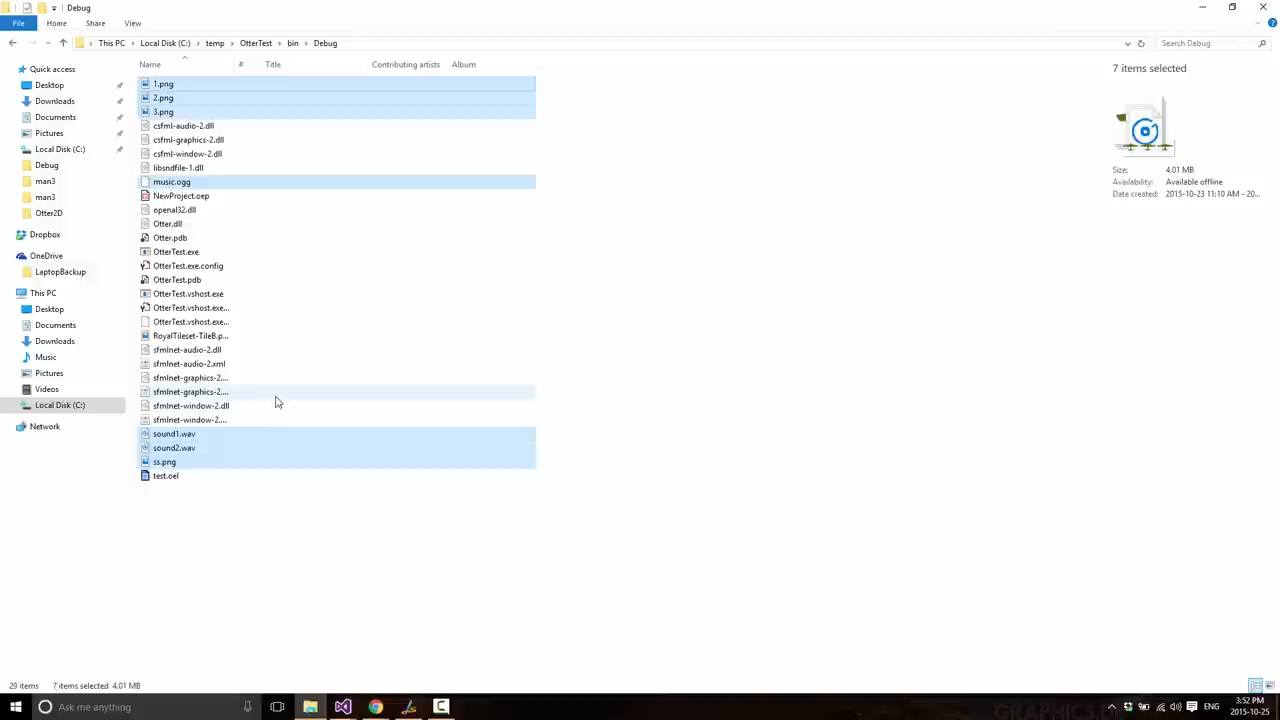 Debug
File Home Share View
This PC Local Disk (C:) temp OtterTest bin Debug Search Debug
Quick access
Desktop
Downloads
Documents
Pictures
Local Disk (C:)
Debug
man3
man3
Otter2D
Dropbox
OneDrive
LaptopBackup
This PC
Desktop
Documents
Downloads
Music
Pictures
Videos
Local Disk (C:)
Network
Name # Title Contributing artists Album
1.png
2.png
3.png
csfml-audio-2.dll
csfml-graphics-2.dll
csfml-window-2.dll
libsndfile-1.dll
music.ogg
NewProject.oep
openal32.dll
Otter.dll
Otter.pdb
OtterTest.exe
OtterTest.exe.config
OtterTest.pdb
OtterTest.vshost.exe
OtterTest.vshost.exe...
OtterTest.vshost.exe...
RoyalTileset-TileB.p...
sfmlnet-audio-2.dll
sfmlnet-audio-2.xml
sfmlnet-graphics-2....
sfmlnet-graphics-2....
sfmlnet-window-2.dll
sfmlnet-window-2....
sound1.wav
sound2.wav
ss.png
test.oel
7 items selected
Size: 4.01 MB
Availability: Available offline
Date created: 2015-10-23 11:10 AM - 20...
29 items 7 items selected 4.01 MB
Ask me anything
ENG
3:52 PM
2015-10-25